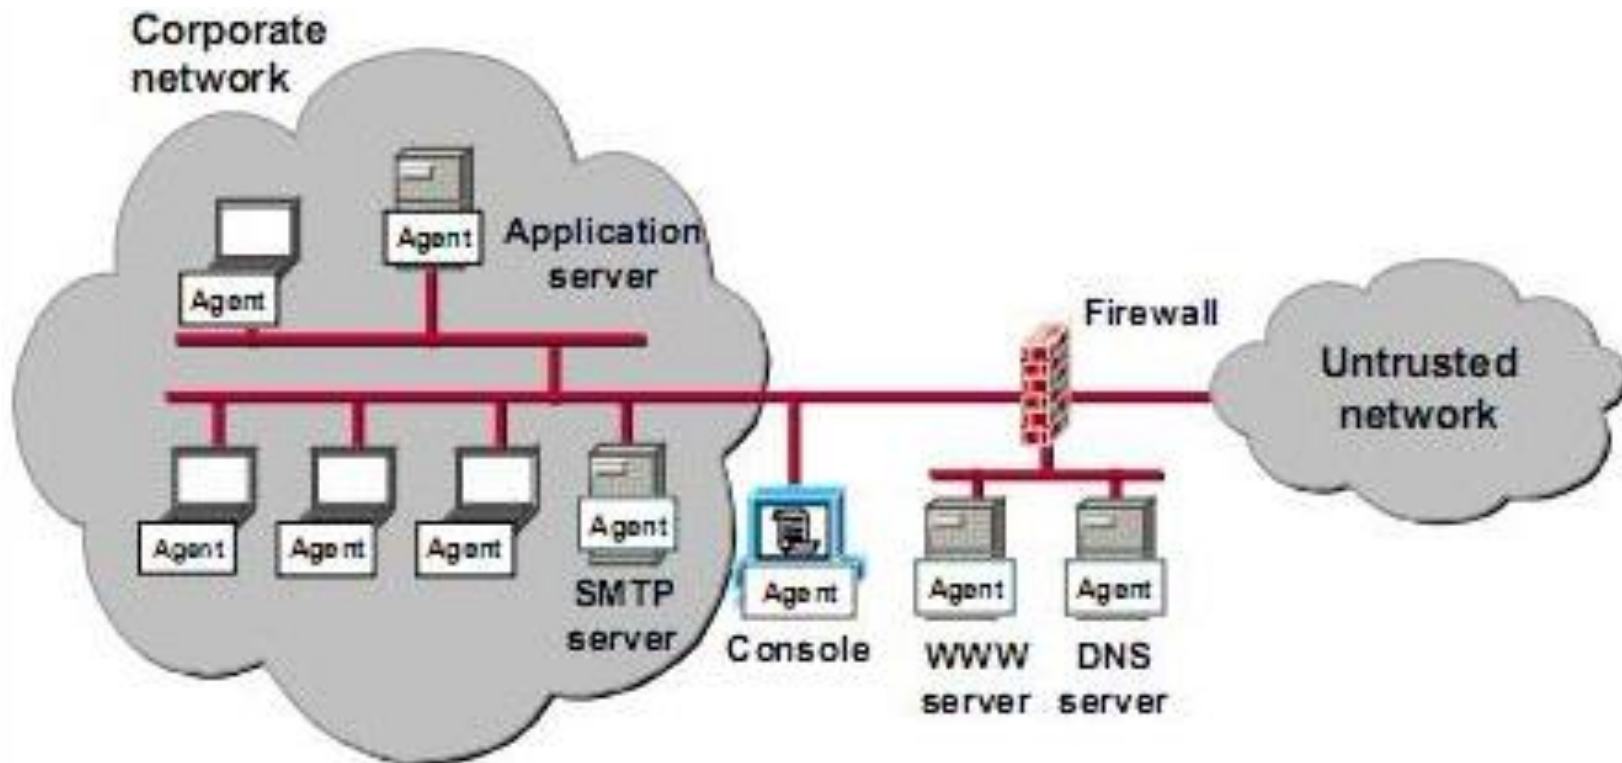 Corporate
network
Agent
Agent
Application
server
Firewall
Untrusted
network
Agent
Agent
Agent
Agent
SMTP
server
Agent
Console
Agent
WWW
server
Agent
DNS
server